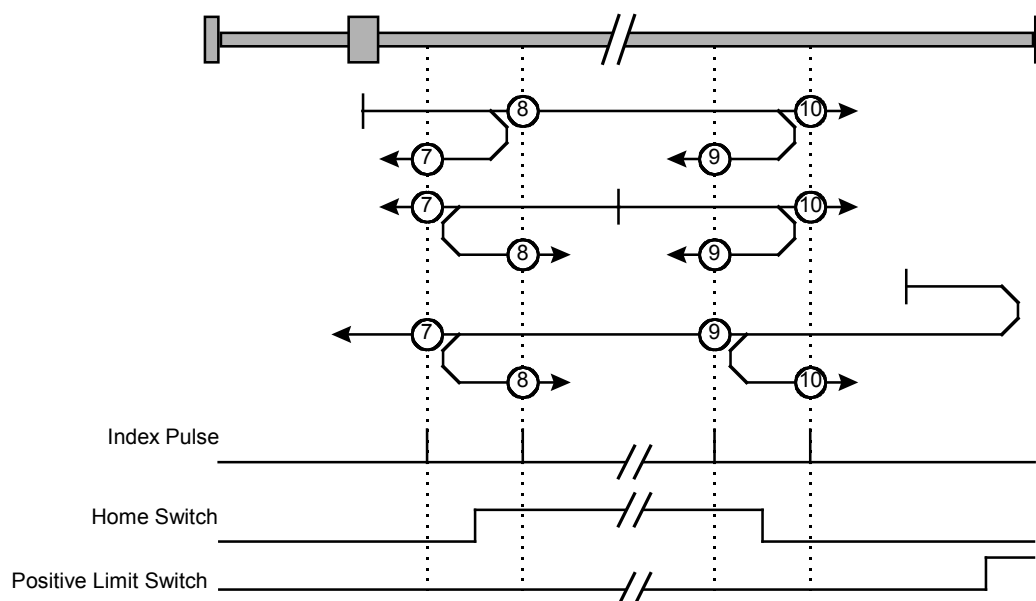 8 10
7 9
7 10
8 9
7 9
8 10
Index Pulse
Home Switch
Positive Limit Switch